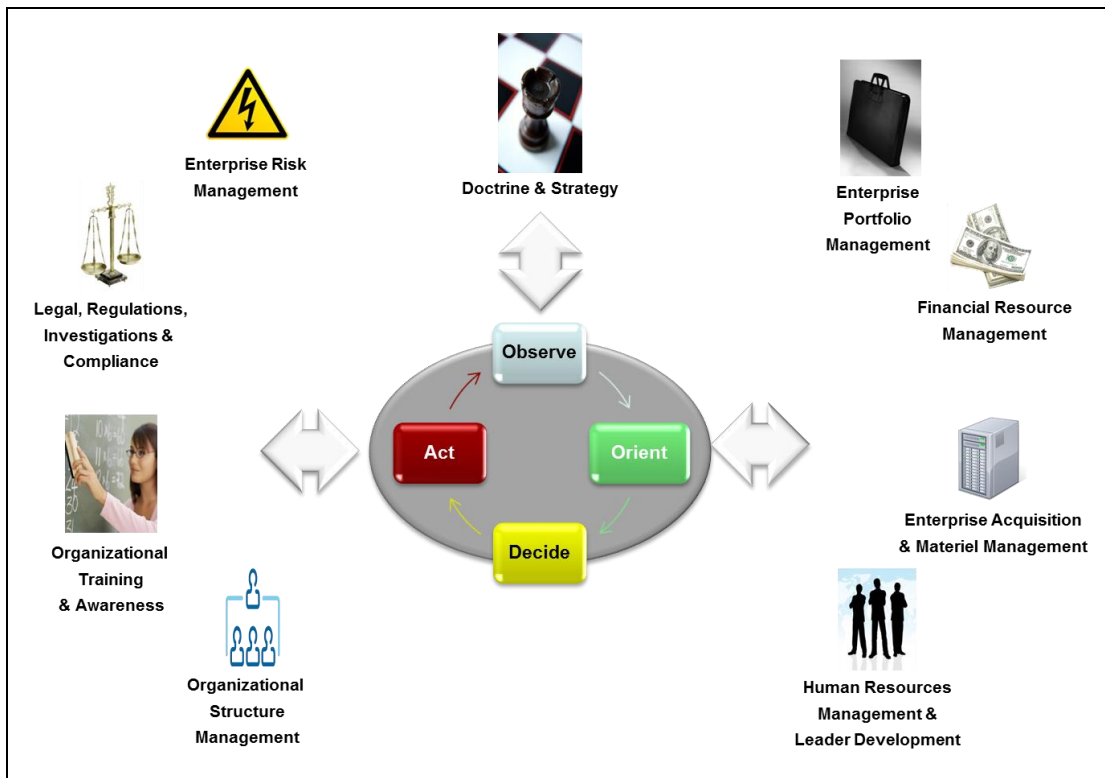 Doctrine & Strategy
Enterprise Risk
Management
Enterprise
Portfolio
Management
Legal, Regulations,
Investigations &
Compliance
Financial Resource
Management
Observe
Act
Orient
Decide
Organizational
Training
& Awareness
Enterprise Acquisition
& Materiel Management
Organizational
Structure
Management
Human Resources
Management &
Leader Development